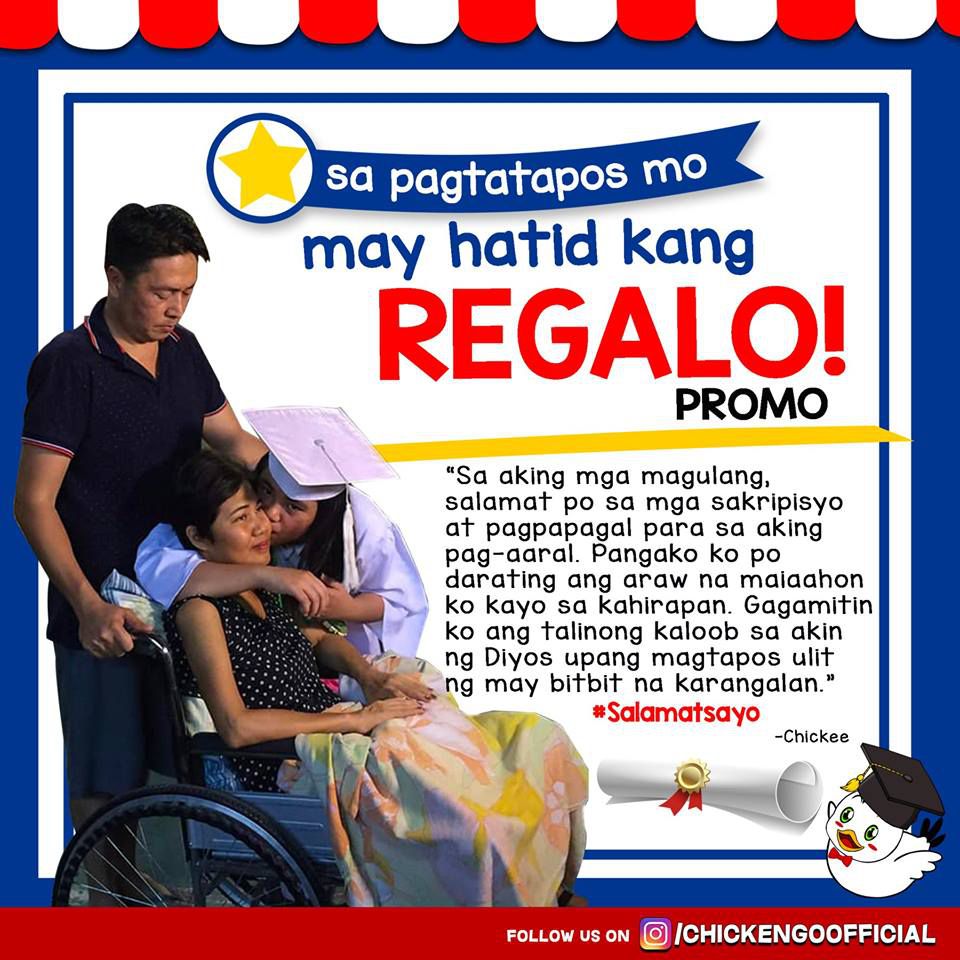 sa pagtatapos mo
may hatid kang
REGALO!
PROMO
"Sa aking mga magulang,
salamat po sa mga sakripisyo
at pagpapagal para sa aking
pag-aaral. Pangako ko po
darating ang araw na maiaahon
ko kayo sa kahirapan. Gagamitin
ko ang talinong kaloob sa akin
ng Diyos upang magtapos ulit
ng may bitbit na karangalan."
#Salamatsayo
-Chickee
FOLLOW US ON /CHICKENGOOFFICIAL